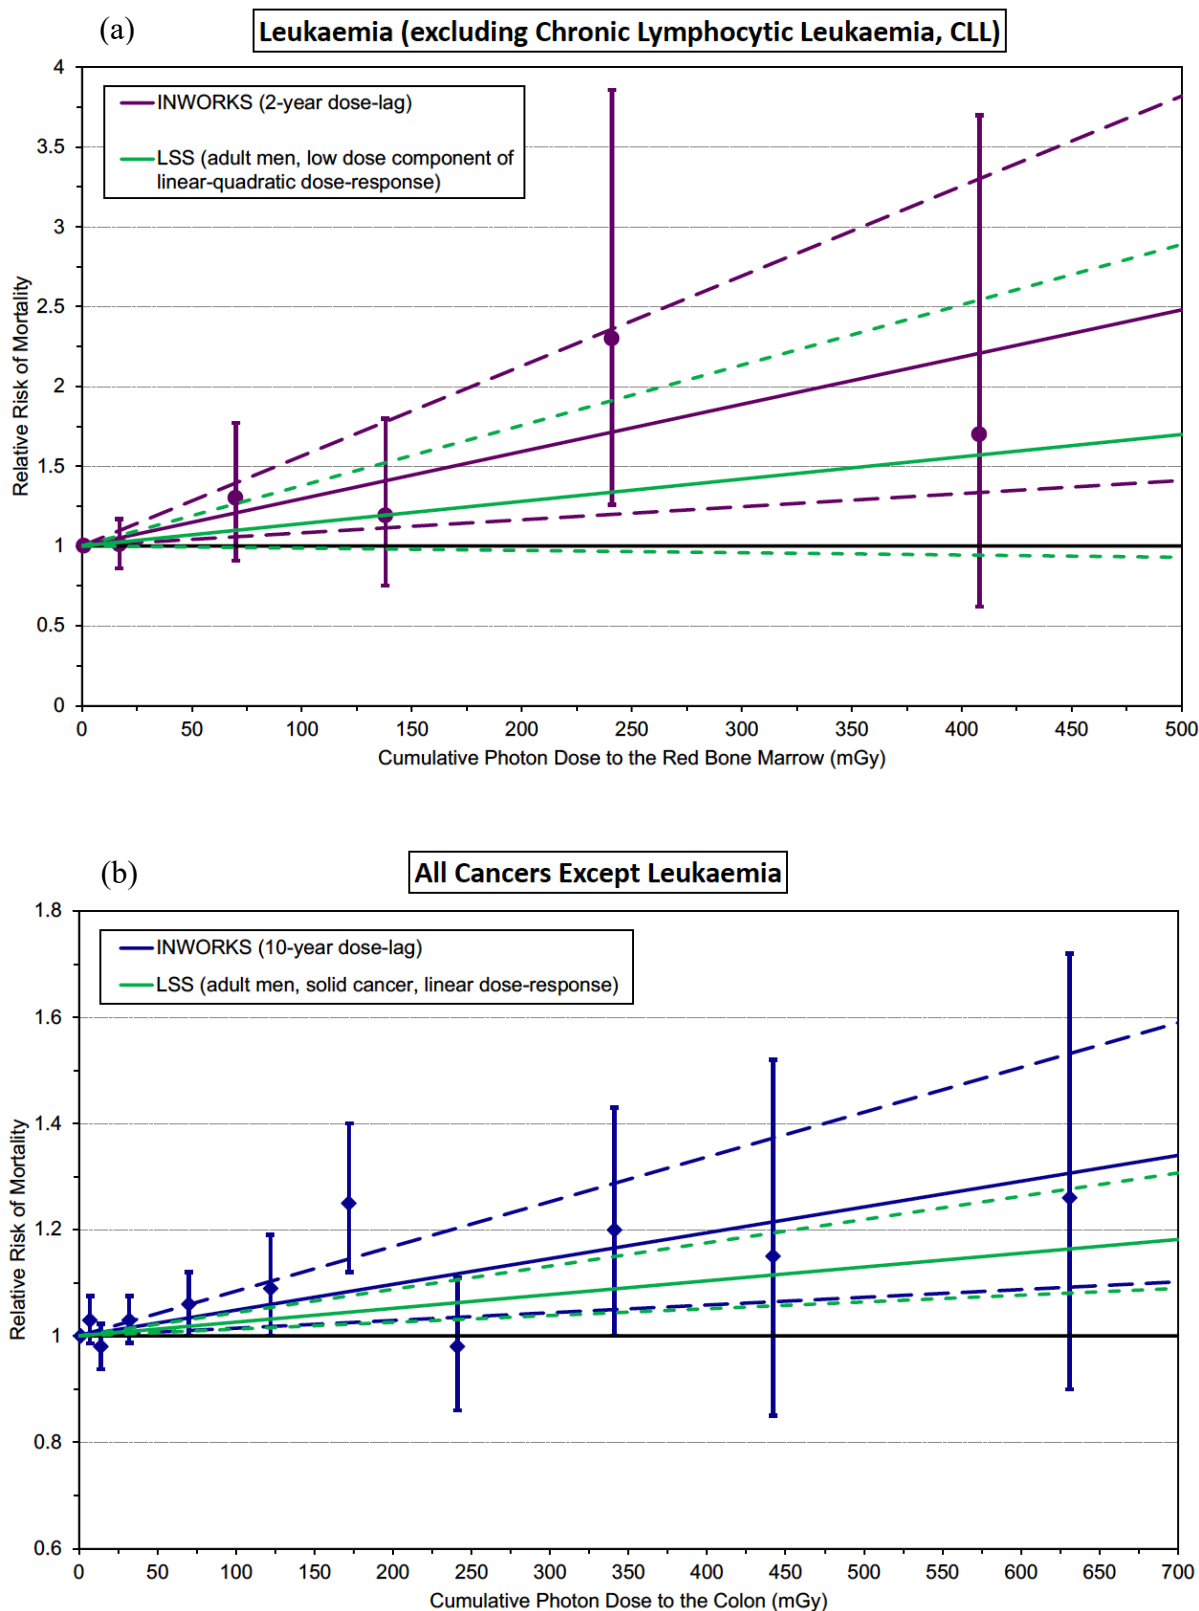 (a)
Leukaemia (excluding Chronic Lymphocytic Leukaemia, CLL)
4
3.5
3
2.5
2
1.5
1
0.5
0
INWORKS (2-year dose-lag)
LSS (adult men, low dose component of
linear-quadratic dose-response)
Relative Risk of Mortality
0 50 100 150 200 250 300 350 400 450 500
Cumulative Photon Dose to the Red Bone Marrow (mGy)
(b)
All Cancers Except Leukaemia
1.8
1.6
1.4
1.2
1
0.8
0.6
INWORKS (10-year dose-lag)
LSS (adult men, solid cancer, linear dose-response)
Relative Risk of Mortality
0 50 100 150 200 250 300 350 400 450 500 550 600 650 700
Cumulative Photon Dose to the Colon (mGy)